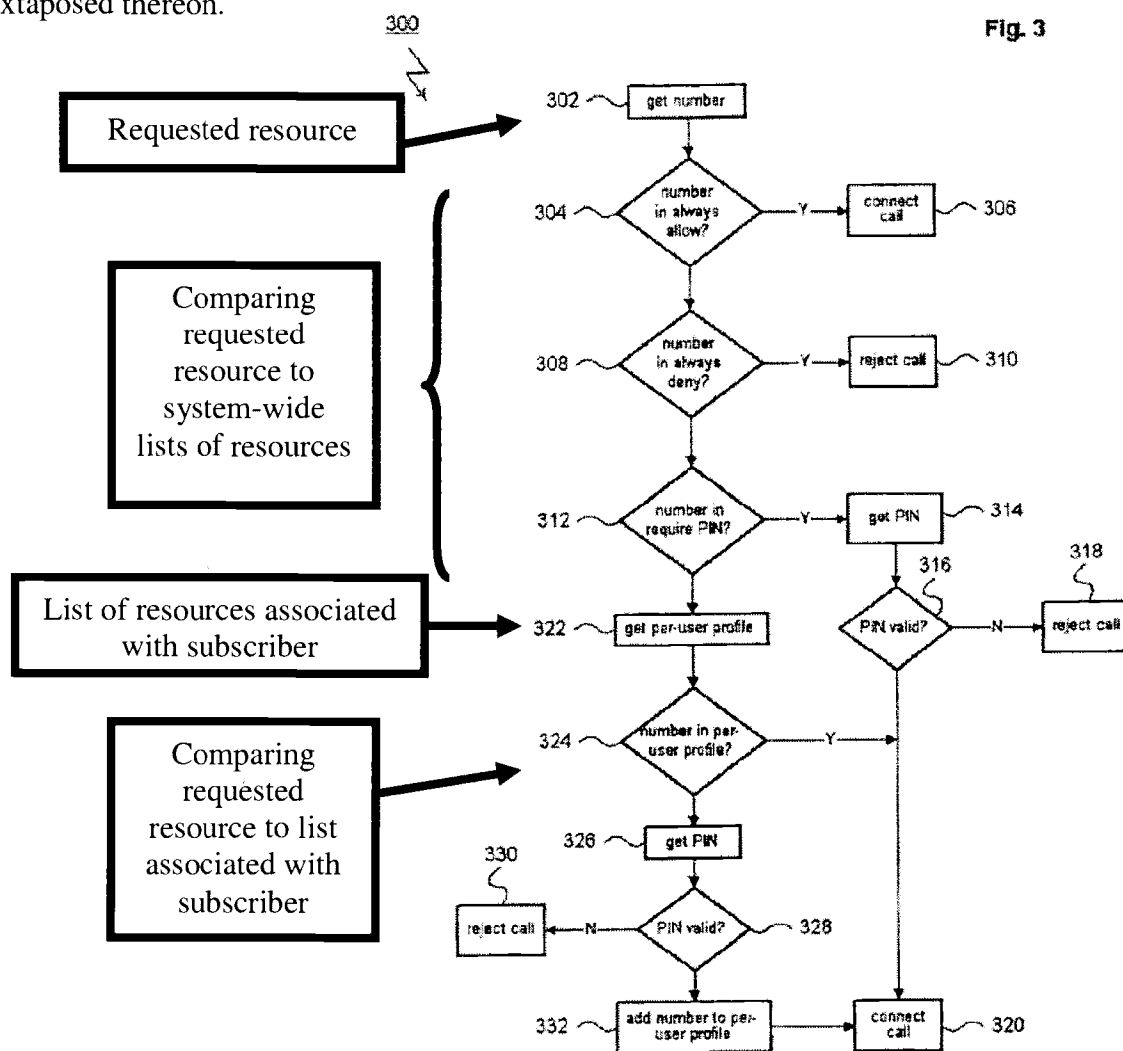 xtaposed thereon.
300
Fig. 3
Requested resource
302
get number
304
number
in always
allow?
Y
connect
call
306
Comparing
requested
resource to
system-wide
lists of resources
308
number
in always
deny?
Y
reject call
310
312
number in
require PIN?
Y
get PIN
314
316
318
List of resources associated
with subscriber
322
get per-user profile
PIN valid?
N
reject call
324
number in per-
user profile?
Y
Comparing
requested
resource to list
associated with
subscriber
326
get PIN
330
reject call
N
PIN valid?
328
332
add number to per-
user profile
connect
call
320